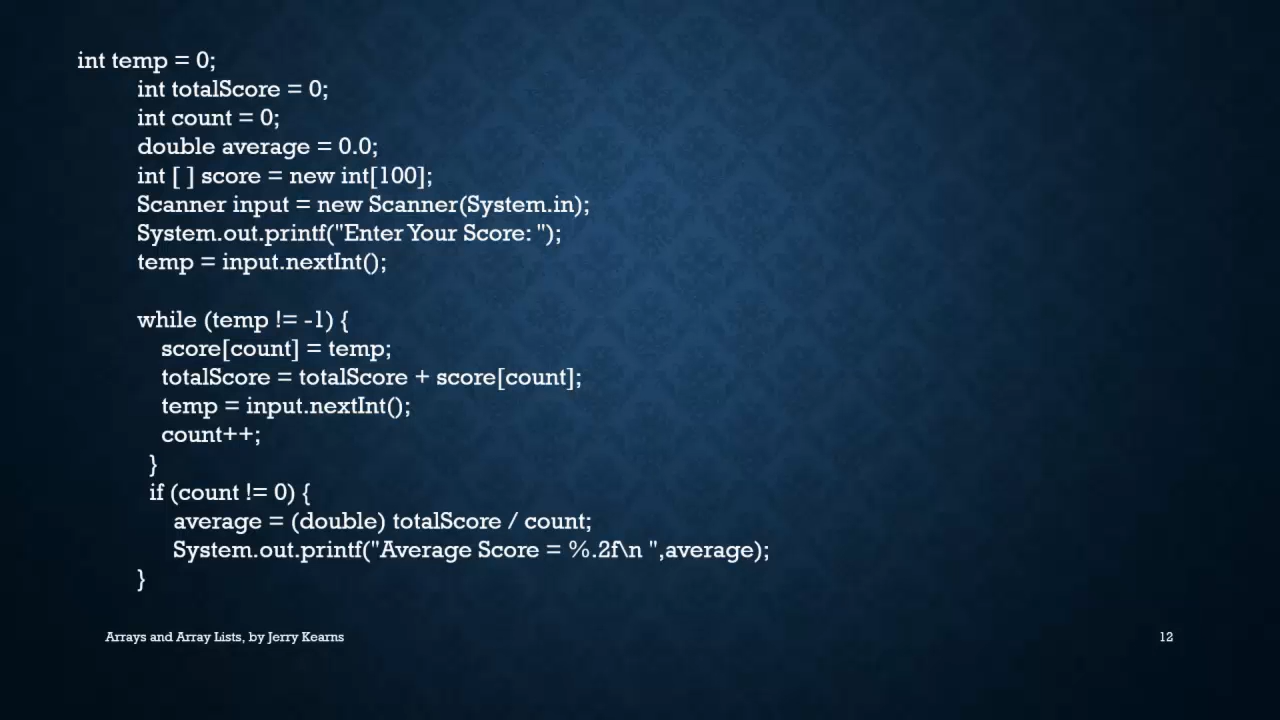 int temp = 0;
int totalScore = 0;
int count = 0;
double average = 0.0;
int [ ] score = new int[100];
Scanner input = new Scanner(System.in);
System.out.printf("Enter Your Score: ");
temp = input.nextInt();
while (temp != -1) {
score[count] = temp;
totalScore = totalScore + score[count];
temp = input.nextInt();
count++;
}
if (count != 0) {
average = (double) totalScore / count;
System.out.printf("Average Score = %.2f\n ",average);
}
Arrays and Array Lists, by Jerry Kearns
12